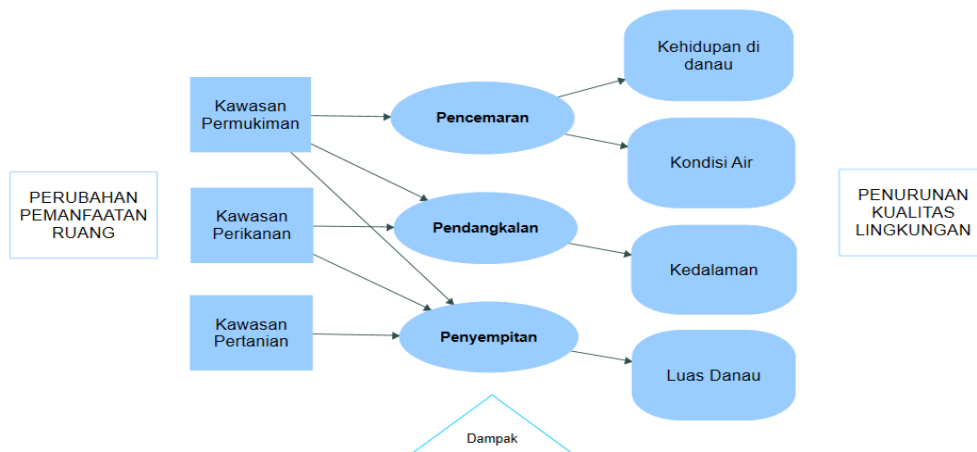 PERUBAHAN
PEMANFAATAN
RUANG
Kawasan
Permukiman
Kawasan
Perikanan
Kawasan
Pertanian
Pencemaran
Pendangkalan
Penyempitan
Dampak
Kehidupan di
danau
Kondisi Air
Kedalaman
Luas Danau
PENURUNAN
KUALITAS
LINGKUNGAN